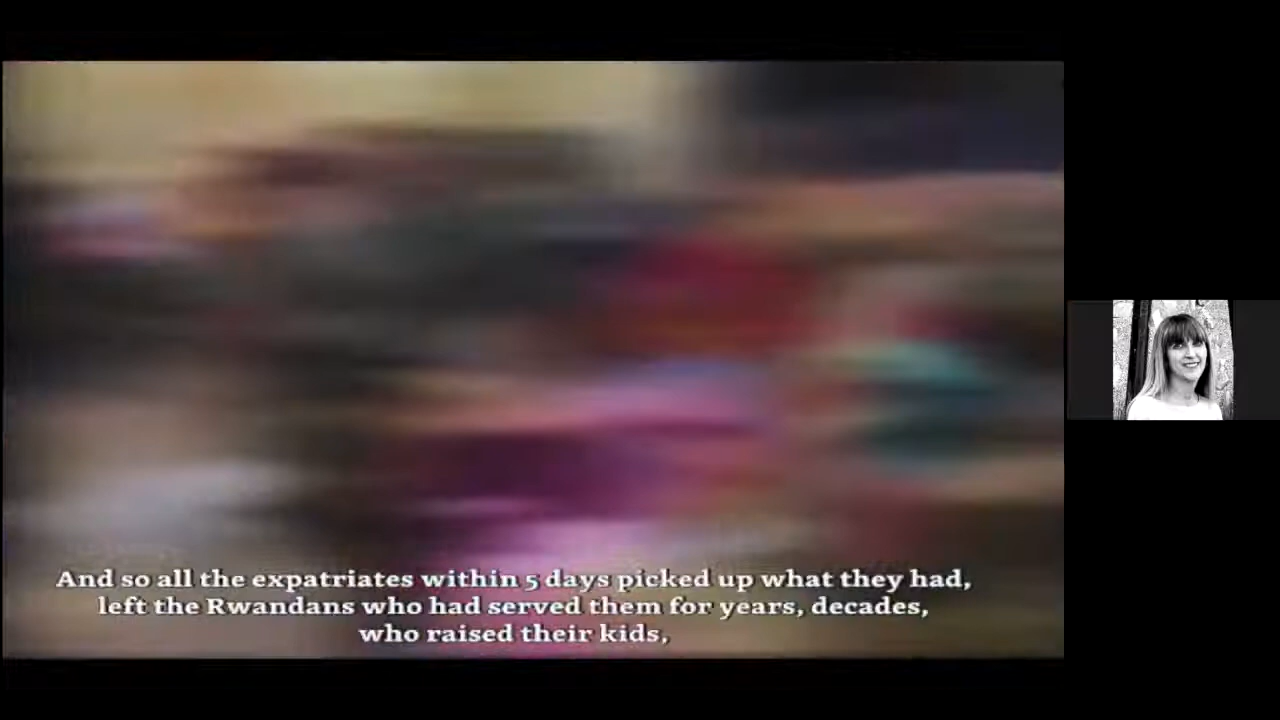 And so all the expatriates within 5 days picked up what they had,
left the Rwandans who had served them for years, decades,
who raised their kids,